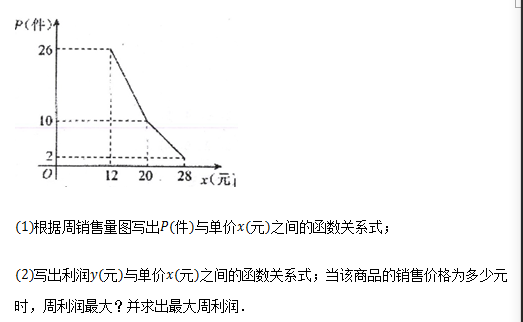 P(件)
26
10
2
O 12 20 28 x(元)
(1)根据周销售量图写出P(件)与单价x(元)之间的函数关系式；
(2)写出利润y(元)与单价x(元)之间的函数关系式；当该商品的销售价格为多少元
时，周利润最大？并求出最大周利润．